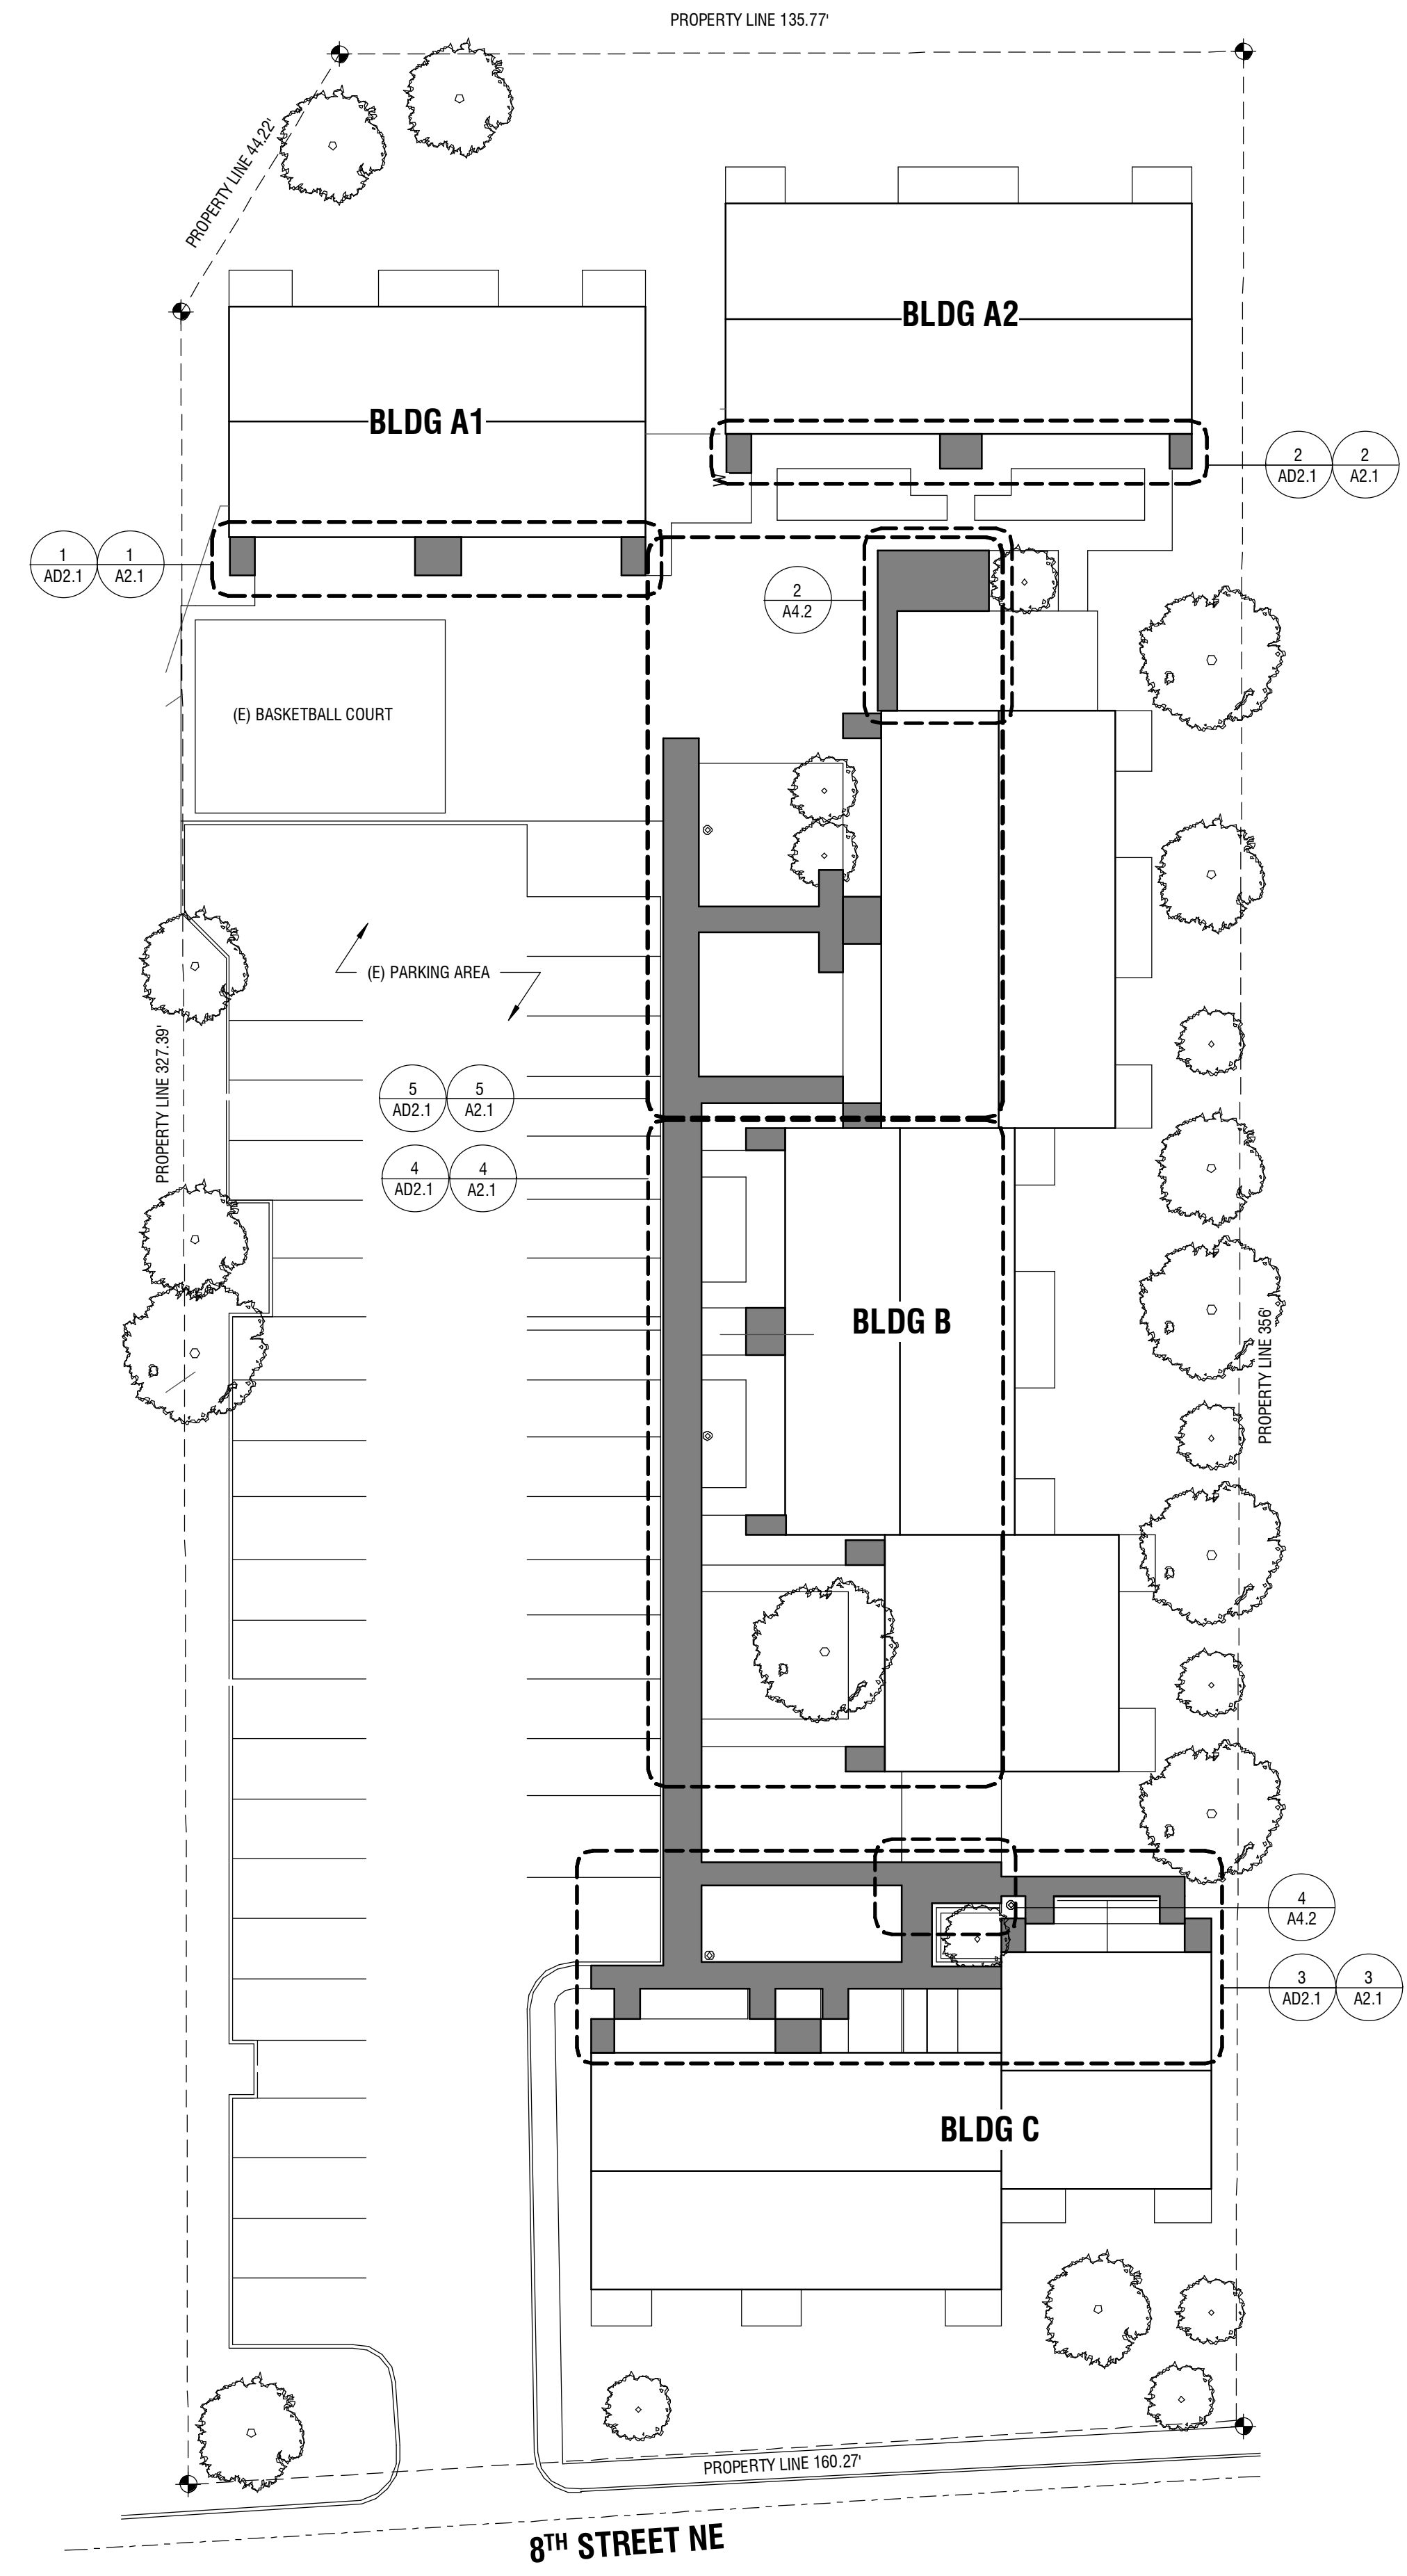 PROPERTY LINE 135.77'
PROPERTY LINE 44.22'
BLDG A2
BLDG A1
2
AD2.1
2
A2.1
1
AD2.1
1
A2.1
2
A4.2
(E) BASKETBALL COURT
(E) PARKING AREA
PROPERTY LINE 327.39'
5
AD2.1
5
A2.1
4
AD2.1
4
A2.1
BLDG B
PROPERTY LINE 356'
4
A4.2
3
AD2.1
3
A2.1
BLDG C
PROPERTY LINE 160.27'
8TH STREET NE